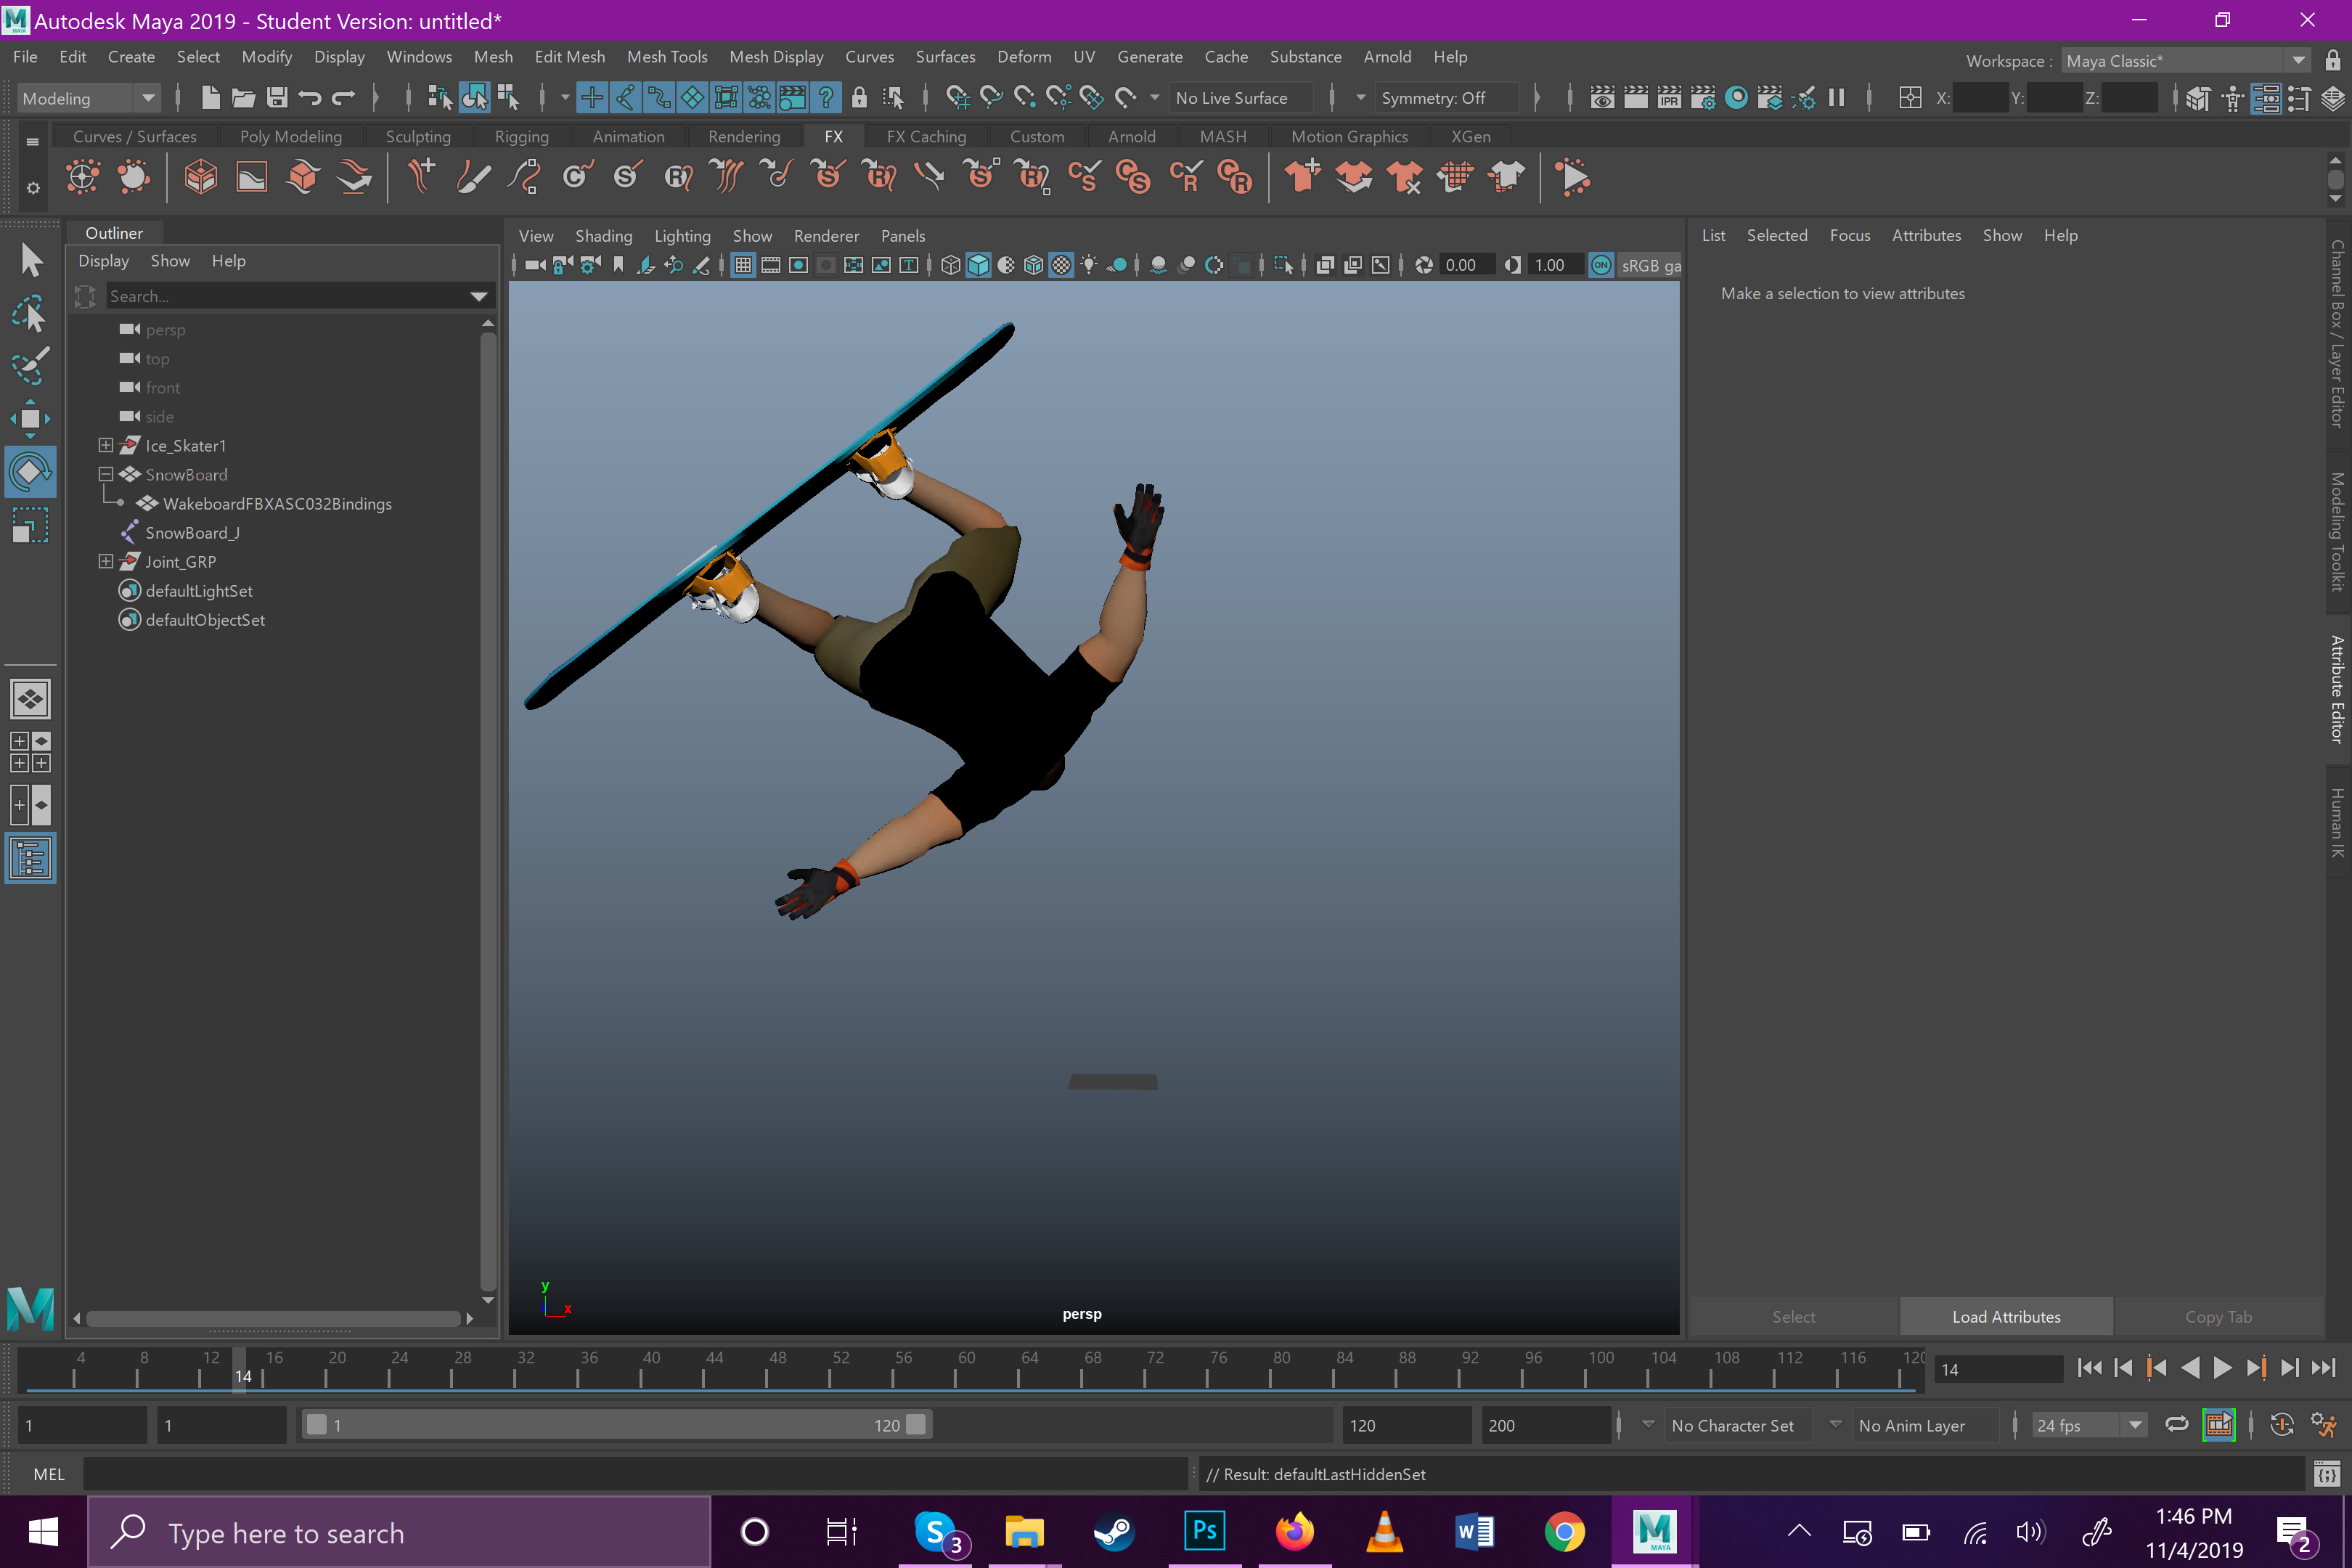 Autodesk Maya 2019 - Student Version: untitled*
File Edit Create Select Modify Display Windows Mesh Edit Mesh Mesh Tools Mesh Display Curves Surfaces Deform UV Generate Cache Substance Arnold Help
Workspace : Maya Classic*
Modeling No Live Surface Symmetry: Off IPR X: Y: Z:
Curves / Surfaces Poly Modeling Sculpting Rigging Animation Rendering FX FX Caching Custom Arnold MASH Motion Graphics XGen
Outliner
Display Show Help
Search...
persp
top
front
side
Ice_Skater1
SnowBoard
WakeboardFBXASC032Bindings
SnowBoard_J
Joint_GRP
defaultLightSet
defaultObjectSet
View Shading Lighting Show Renderer Panels
0.00 1.00 ON sRGB ga
y
x
persp
List Selected Focus Attributes Show Help
Make a selection to view attributes
Select Load Attributes Copy Tab
Channel Box / Layer Editor
Modeling Toolkit
Attribute Editor
Human IK
4 8 12 16 20 24 28 32 36 40 44 48 52 56 60 64 68 72 76 80 84 88 92 96 100 104 108 112 116 120
14
14
1 1 1 120 120 200 No Character Set No Anim Layer 24 fps
MEL // Result: defaultLastHiddenSet
Type here to search
S 3 Ps W M MAYA
1:46 PM
11/4/2019
2